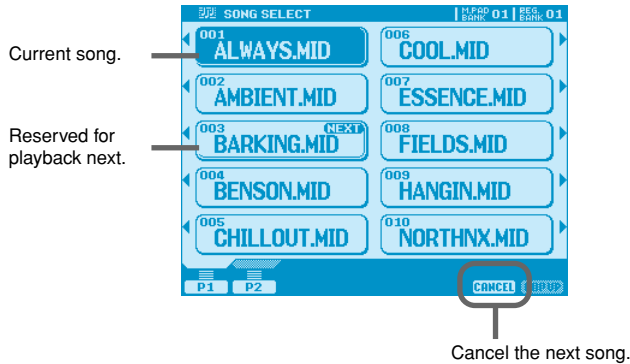 SONG SELECT
M.PAD BANK 01 REG. BANK 01
Current song.
001
ALWAYS.MID
006
COOL.MID
002
AMBIENT.MID
007
ESSENCE.MID
Reserved for
playback next.
003
NEXT
BARKING.MID
008
FIELDS.MID
004
BENSON.MID
009
HANGIN.MID
005
CHILLOUT.MID
010
NORTHNX.MID
P1
P2
CANCEL
Cancel the next song.